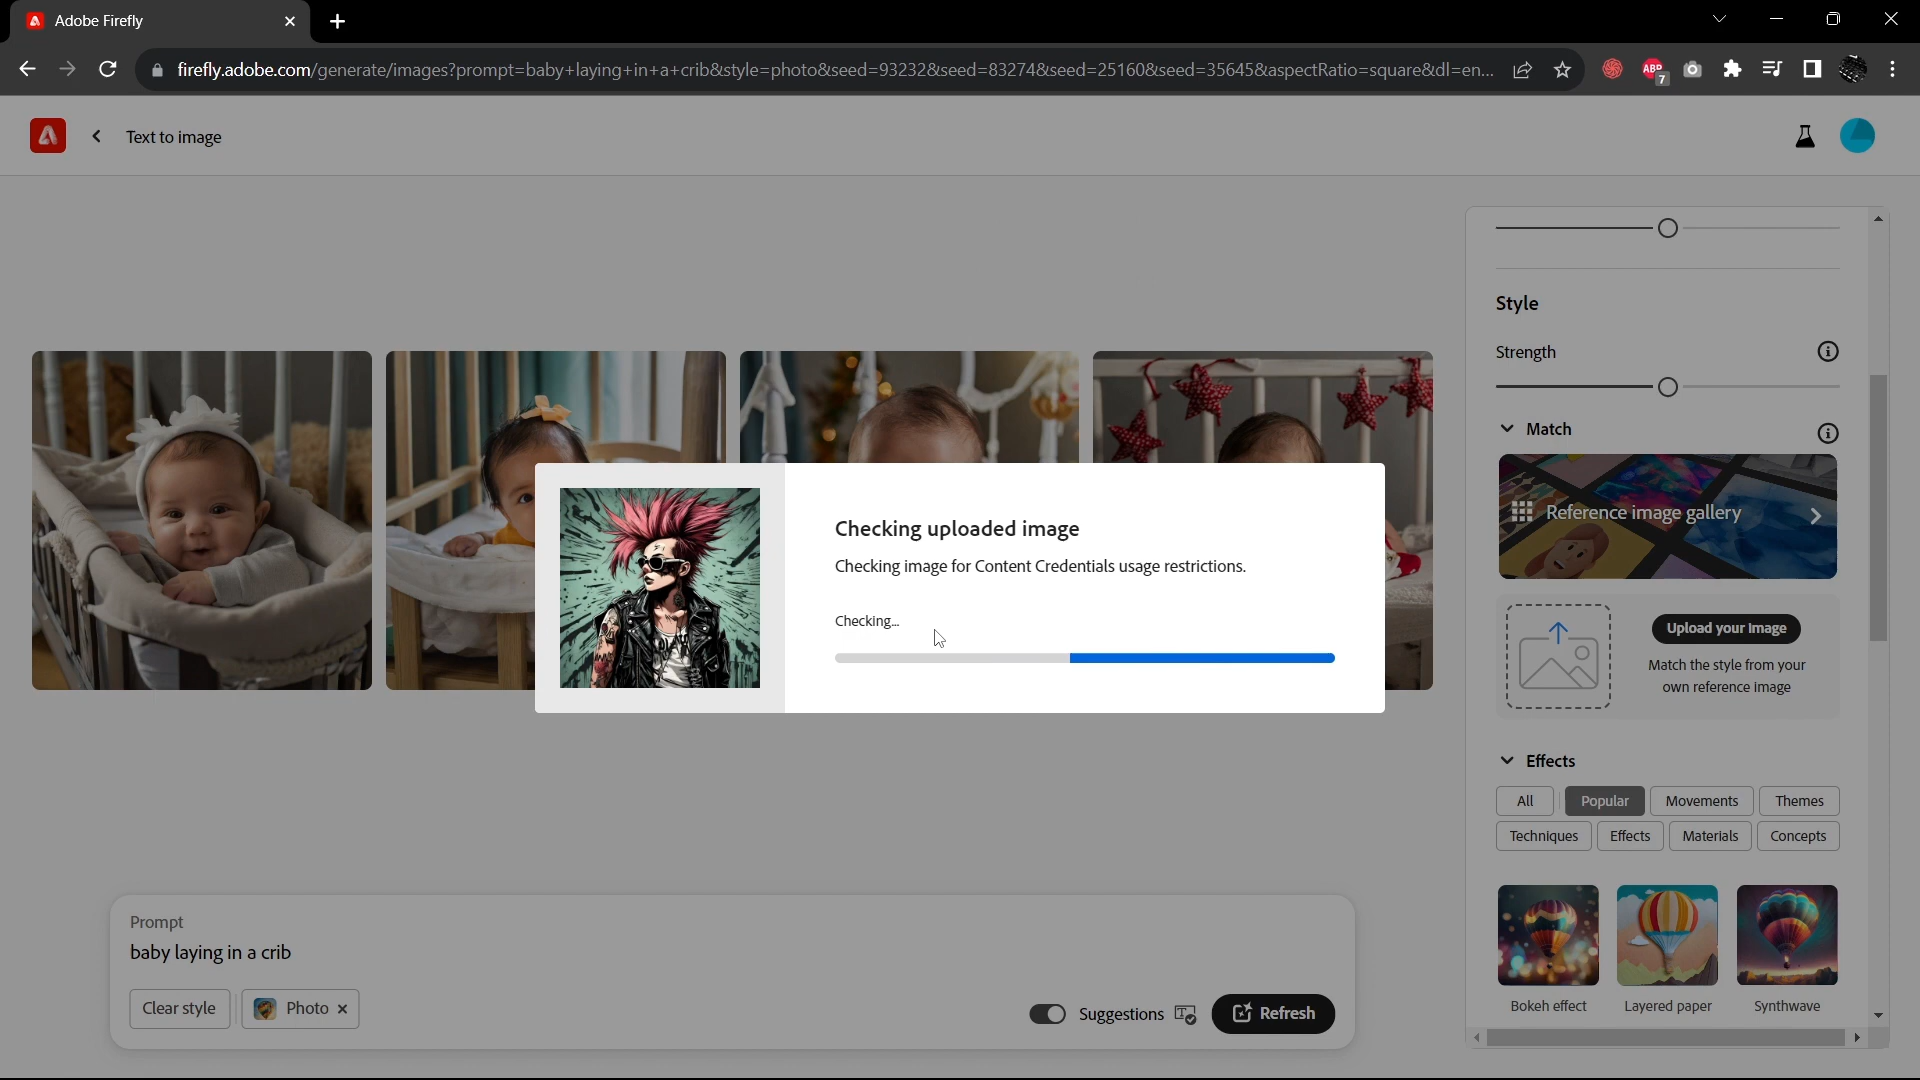 Adobe Firefly
firefly.adobe.com/generate/images?prompt=baby+laying+in+a+crib&style=photo&seed=93232&seed=83274&seed=25160&seed=35645&aspectRatio=square&dl=en...
ABP
7
Text to image
Style
Strength
Match
Reference image gallery
Upload your image
Match the style from your
own reference image
Effects
All
Popular
Movements
Themes
Techniques
Effects
Materials
Concepts
Bokeh effect
Layered paper
Synthwave
Checking uploaded image
Checking image for Content Credentials usage restrictions.
Checking...
Prompt
baby laying in a crib
Clear style
Photo
Suggestions
Refresh